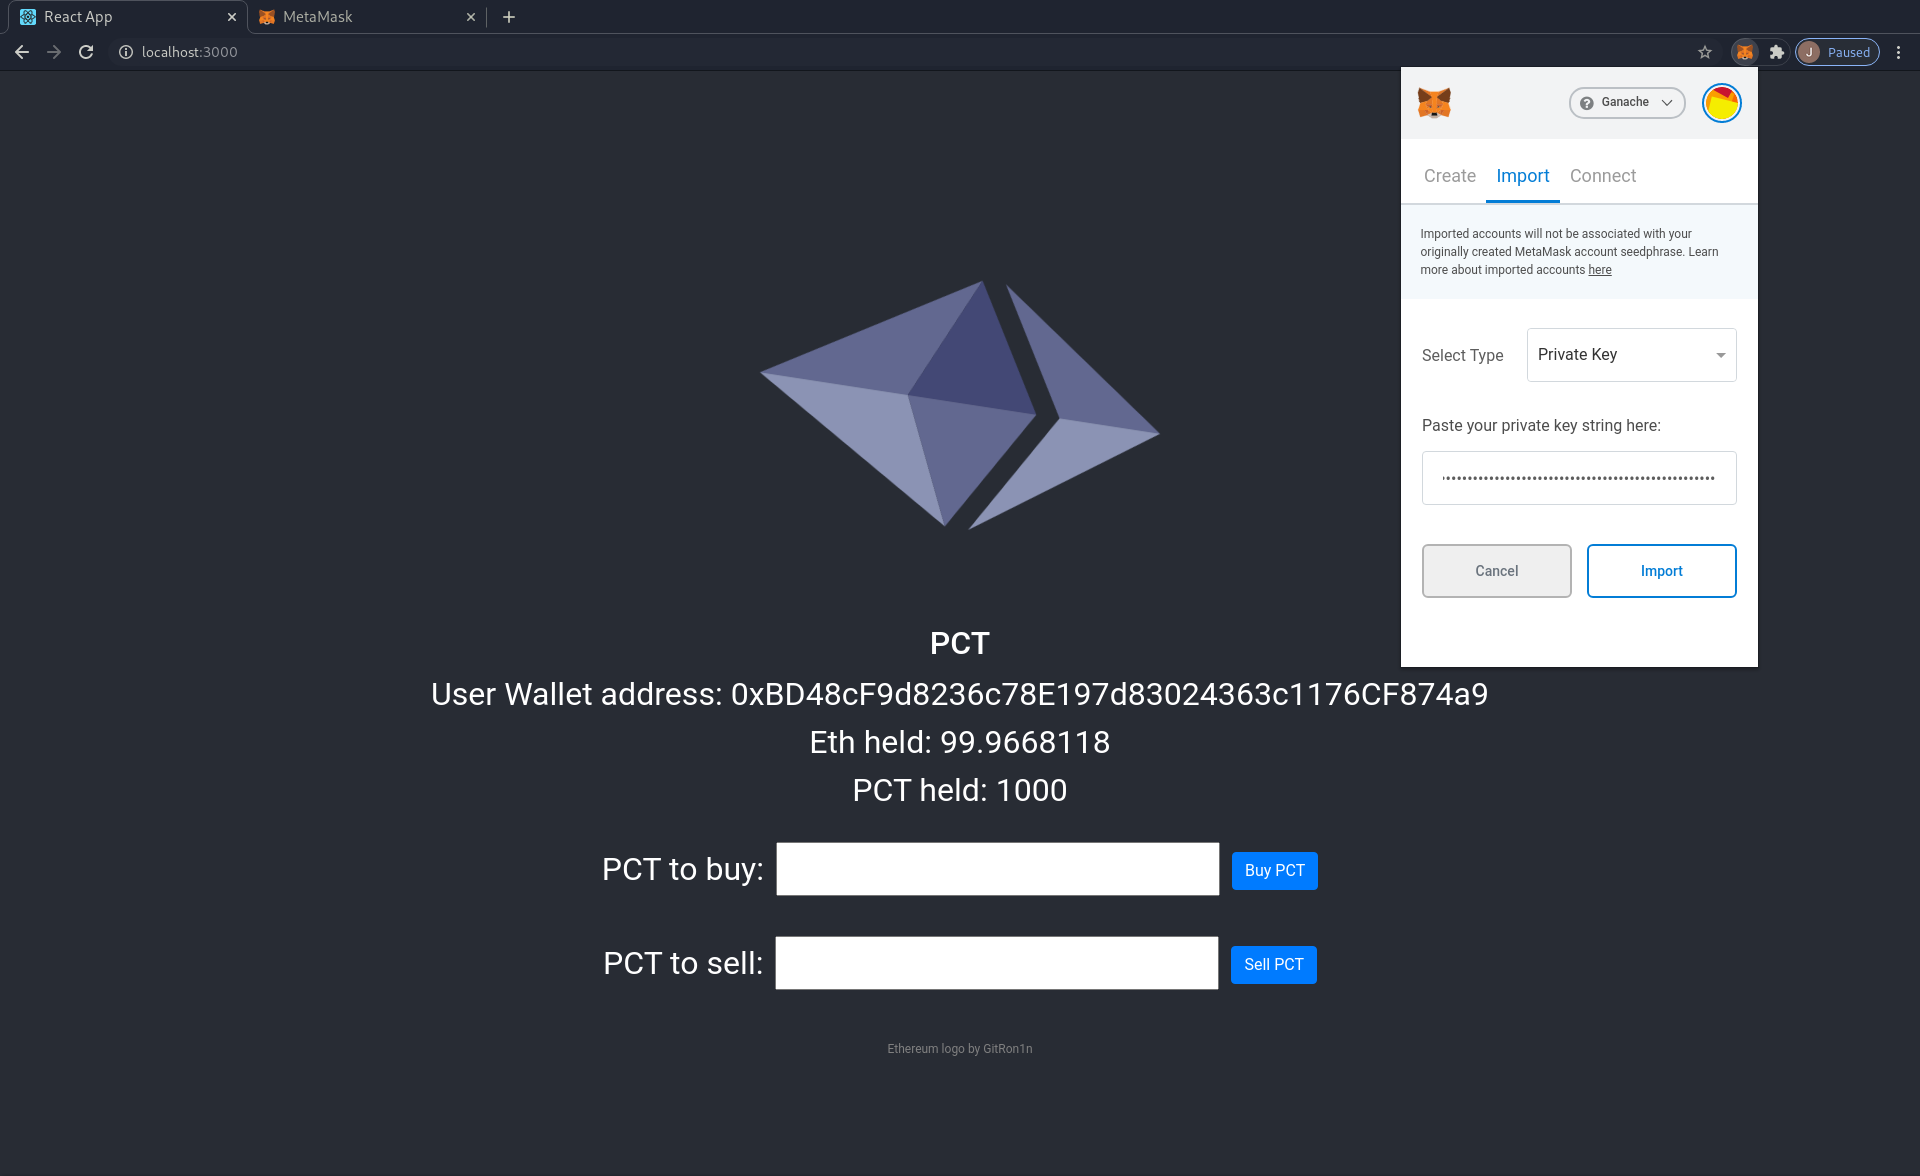 React App
MetaMask
localhost:3000
J Paused
Ganache
Create Import Connect
Imported accounts will not be associated with your
originally created MetaMask account seedphrase. Learn
more about imported accounts here
Select Type Private Key
Paste your private key string here:
Cancel Import
PCT
User Wallet address: 0xBD48cF9d8236c78E197d83024363c1176CF874a9
Eth held: 99.9668118
PCT held: 1000
PCT to buy: Buy PCT
PCT to sell: Sell PCT
Ethereum logo by GitRon1n